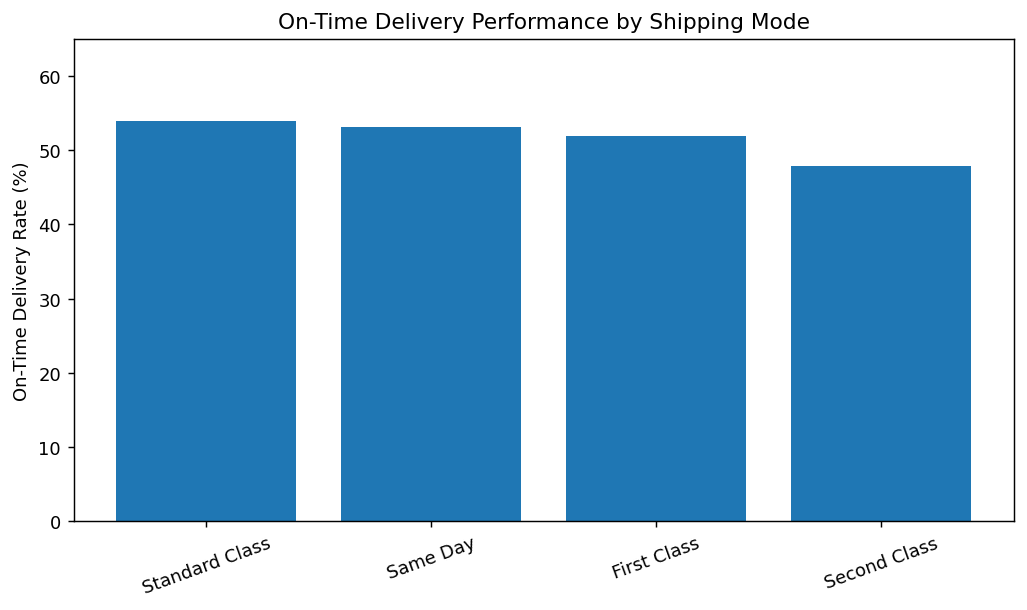 On-Time Delivery Performance by Shipping Mode
On-Time Delivery Rate (%)
60
50
40
30
20
10
0
Standard Class
Same Day
First Class
Second Class